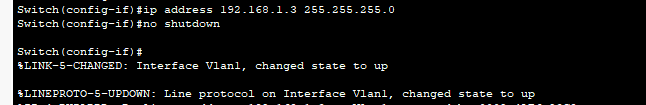 Switch(config-if)#ip address 192.168.1.3 255.255.255.0
Switch(config-if)#no shutdown
Switch(config-if)#
%LINK-5-CHANGED: Interface Vlan1, changed state to up
%LINEPROTO-5-UPDOWN: Line protocol on Interface Vlan1, changed state to up